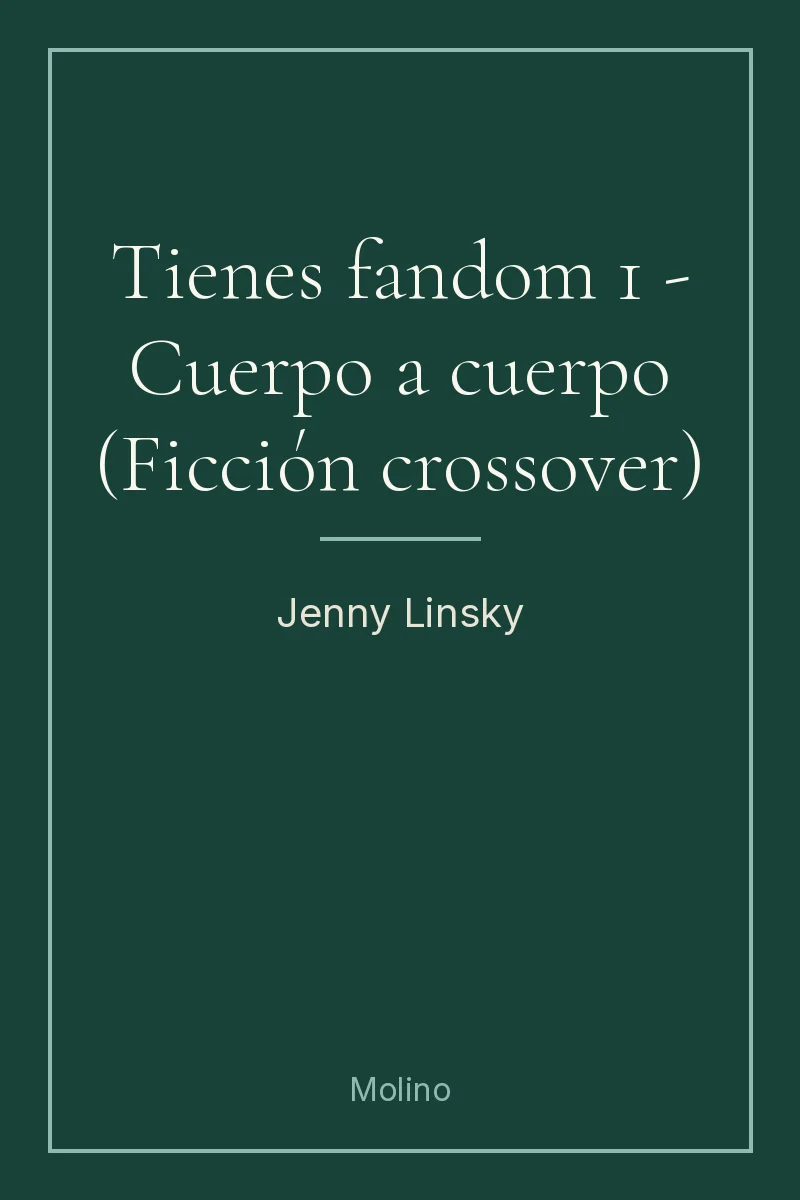 Tienes fandom 1 -
Cuerpo a cuerpo
(Ficción crossover)
Jenny Linsky
Molino